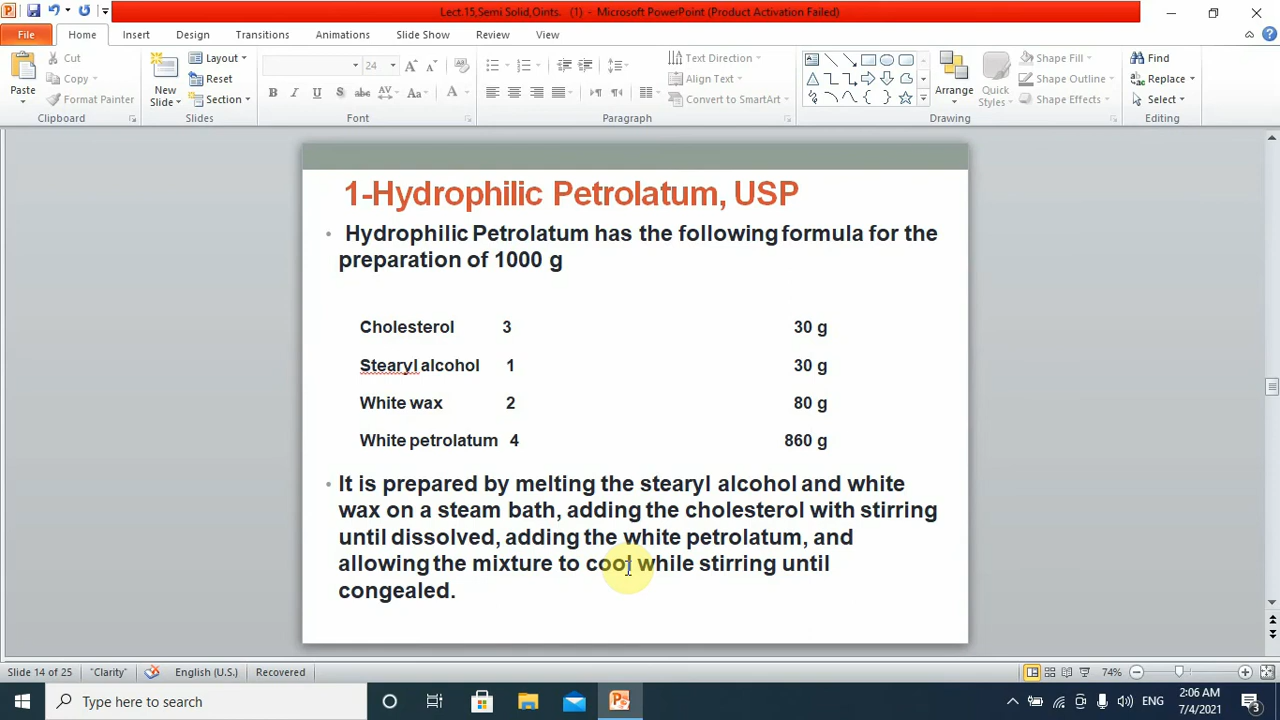 Lect.15,Semi Solid,Oints. (1) - Microsoft PowerPoint (Product Activation Failed)
File Home Insert Design Transitions Animations Slide Show Review View
Cut Layout 24 Text Direction Shape Fill Find
Copy Reset Align Text Shape Outline Replace
Paste Format Painter New Slide Section Convert to SmartArt Arrange Quick Styles Shape Effects Select
Clipboard Slides Font Paragraph Drawing Editing
1-Hydrophilic Petrolatum, USP
• Hydrophilic Petrolatum has the following formula for the
preparation of 1000 g
Cholesterol 3 30 g
Stearyl alcohol 1 30 g
White wax 2 80 g
White petrolatum 4 860 g
• It is prepared by melting the stearyl alcohol and white
wax on a steam bath, adding the cholesterol with stirring
until dissolved, adding the white petrolatum, and
allowing the mixture to cool while stirring until
congealed.
Slide 14 of 25 "Clarity" English (U.S.) Recovered 74%
Type here to search ENG 2:06 AM
7/4/2021 3